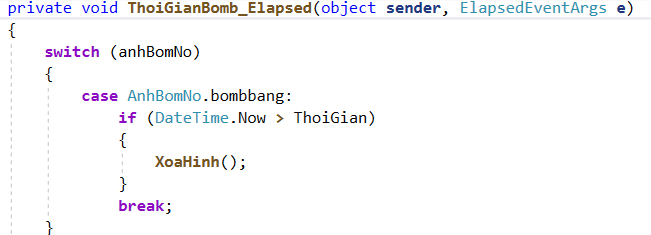 private void ThoiGianBomb_Elapsed(object sender, ElapsedEventArgs e)
{
switch (anhBomNo)
{
case AnhBomNo.bombbang:
if (DateTime.Now > ThoiGian)
{
XoaHinh();
}
break;
}